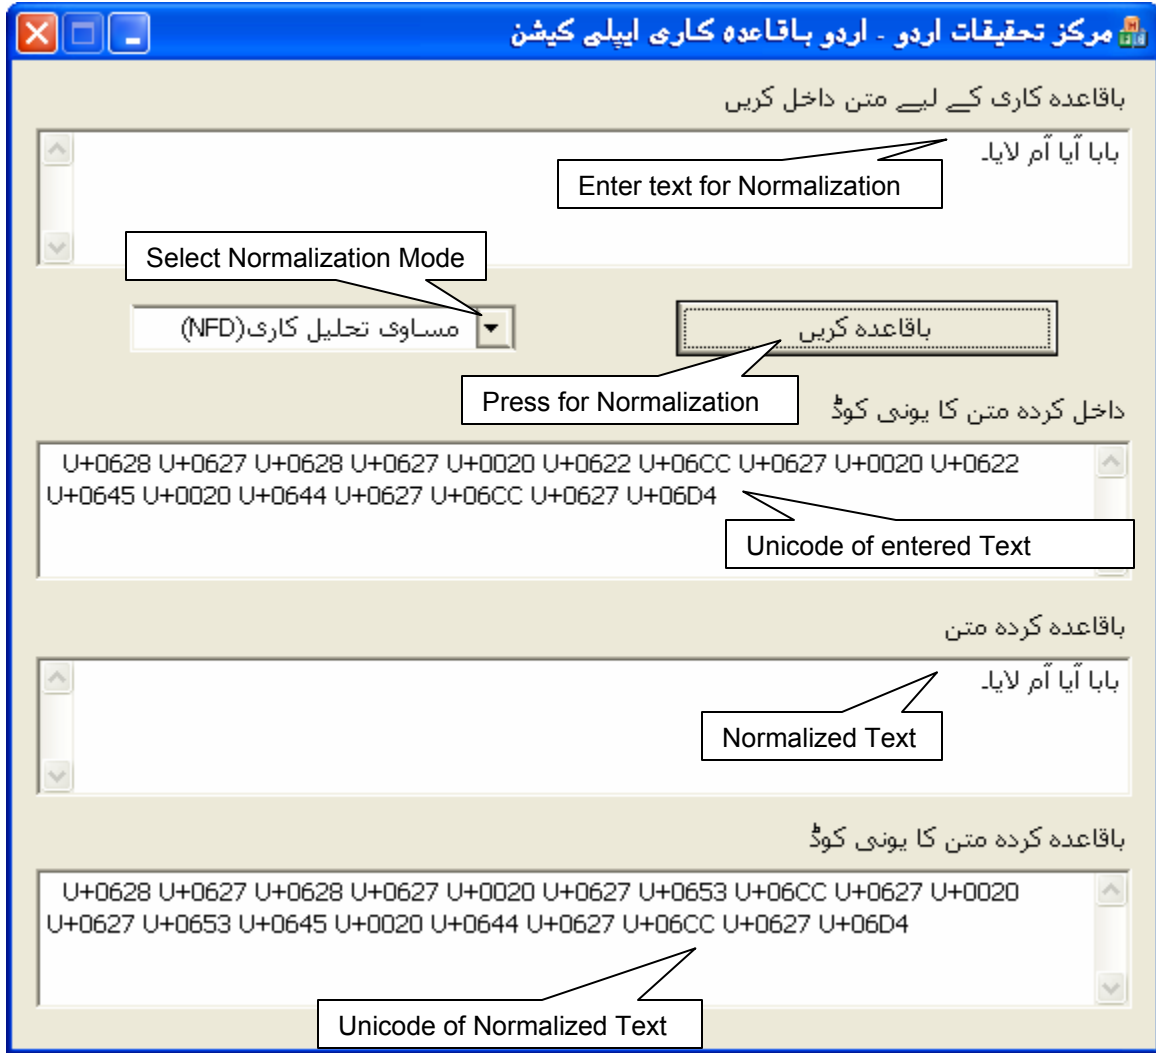 مرکز تحقیقات اردو - اردو باقاعدہ کاری ایپلی کیشن
باقاعدہ کاری کے لیے متن داخل کریں
بابا آیا آم لایا۔
Enter text for Normalization
Select Normalization Mode
باقاعدہ کریں
مساوی تحلیل کاری(NFD)
Press for Normalization
داخل کردہ متن کا یونی کوڈ
U+0628 U+0627 U+0628 U+0627 U+0020 U+0622 U+06CC U+0627 U+0020 U+0622
U+0645 U+0020 U+0644 U+0627 U+06CC U+0627 U+06D4
Unicode of entered Text
باقاعدہ کردہ متن
بابا آیا آم لایا۔
Normalized Text
باقاعدہ کردہ متن کا یونی کوڈ
U+0628 U+0627 U+0628 U+0627 U+0020 U+0627 U+0653 U+06CC U+0627 U+0020
U+0627 U+0653 U+0645 U+0020 U+0644 U+0627 U+06CC U+0627 U+06D4
Unicode of Normalized Text